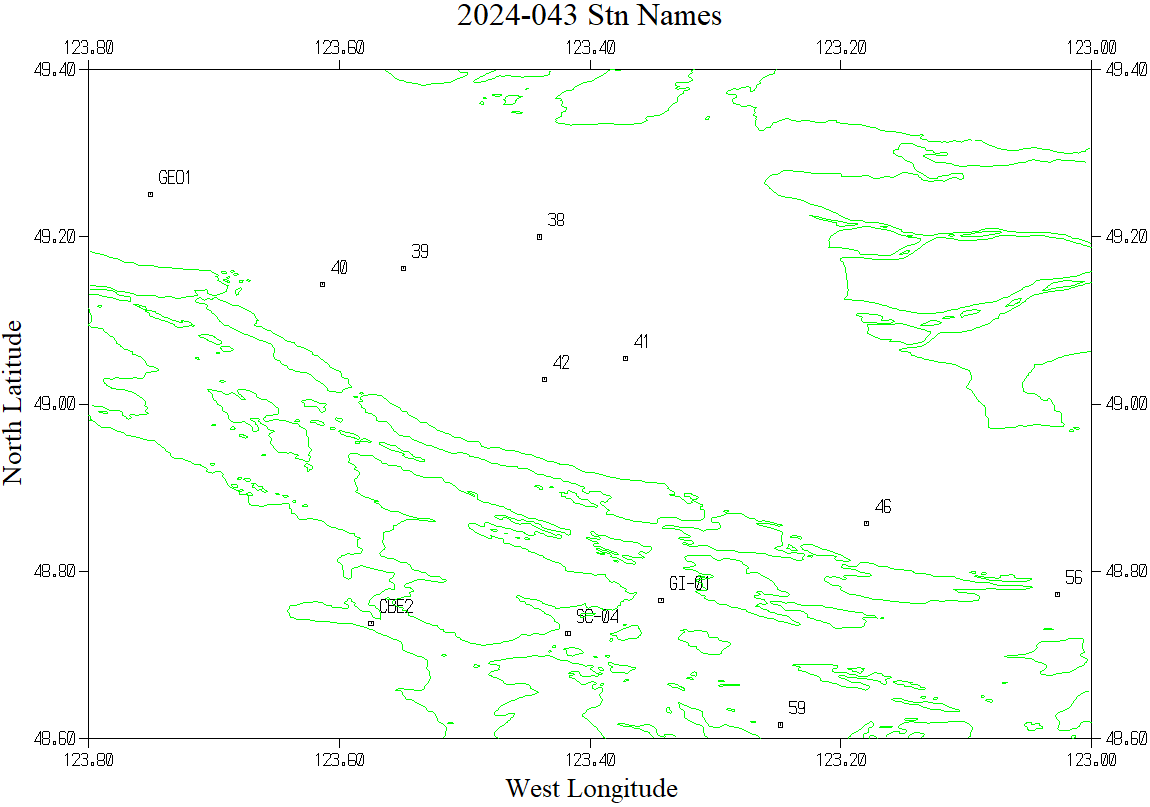 2024-043 Stn Names
123.80 123.60 123.40 123.20 123.00
49.40 49.40
GEO1
38
49.20 49.20
39
40
41
42
49.00 49.00
46
48.80 48.80
56
GI-01
CBE2
SC-04
59
48.60 48.60
123.80 123.60 123.40 123.20 123.00
West Longitude
North Latitude